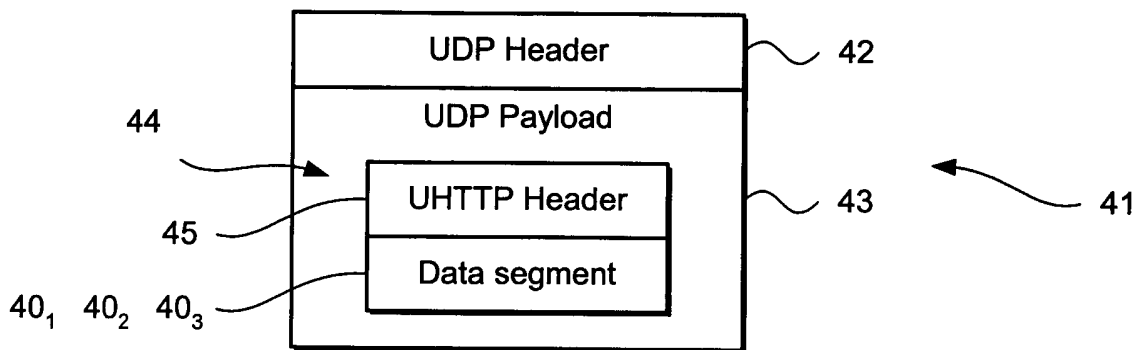 UDP Header
42
UDP Payload
44
UHTTP Header
43
41
45
Data segment
40₁ 40₂ 40₃